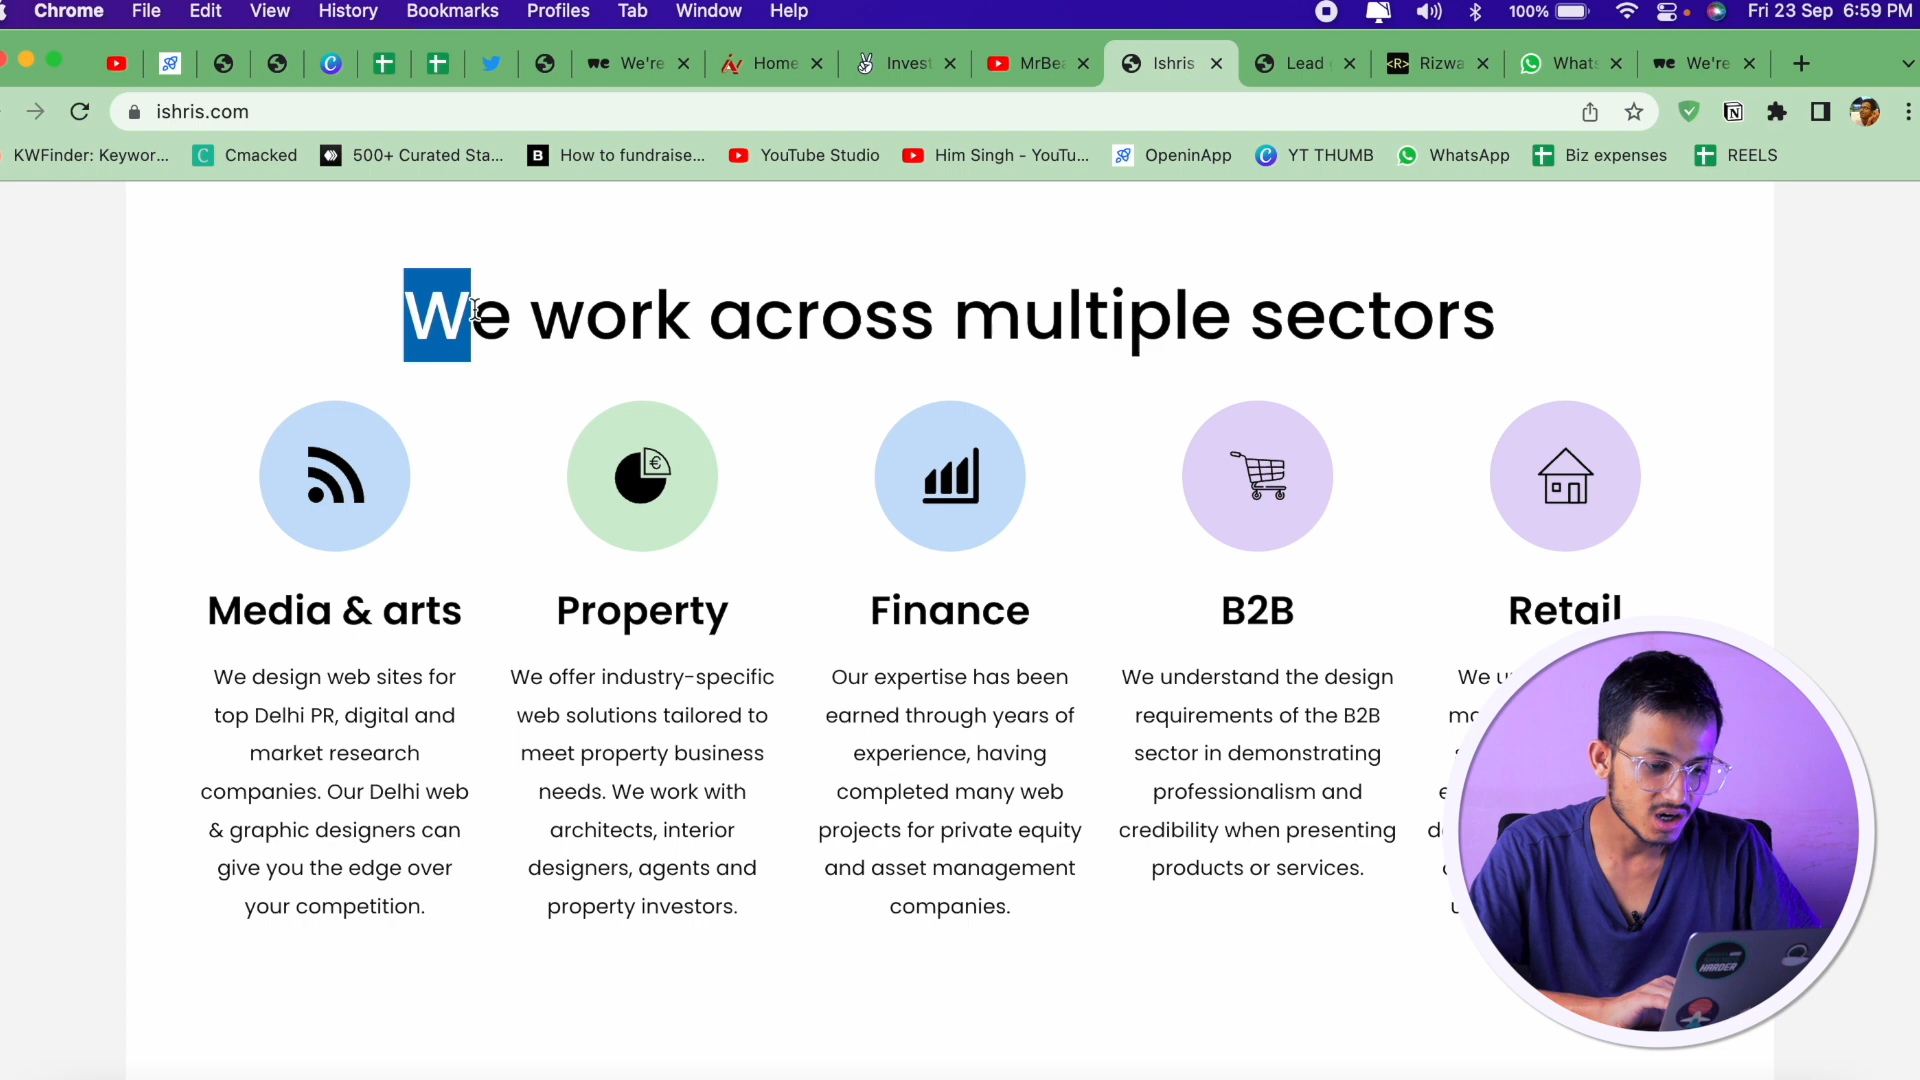 Chrome File Edit View History Bookmarks Profiles Tab Window Help 100% Fri 23 Sep 6:59 PM
We're Home Invest MrBea Ishris Lead <R> Rizwa Whats We're
ishris.com
KWFinder: Keywor... Cmacked 500+ Curated Sta... B How to fundraise... YouTube Studio Him Singh - YouTu... OpeninApp YT THUMB WhatsApp Biz expenses REELS
We work across multiple sectors
Media & arts
We design web sites for
top Delhi PR, digital and
market research
companies. Our Delhi web
& graphic designers can
give you the edge over
your competition.
Property
We offer industry-specific
web solutions tailored to
meet property business
needs. We work with
architects, interior
designers, agents and
property investors.
Finance
Our expertise has been
earned through years of
experience, having
completed many web
projects for private equity
and asset management
companies.
B2B
We understand the design
requirements of the B2B
sector in demonstrating
professionalism and
credibility when presenting
products or services.
Retail
We
HARDER